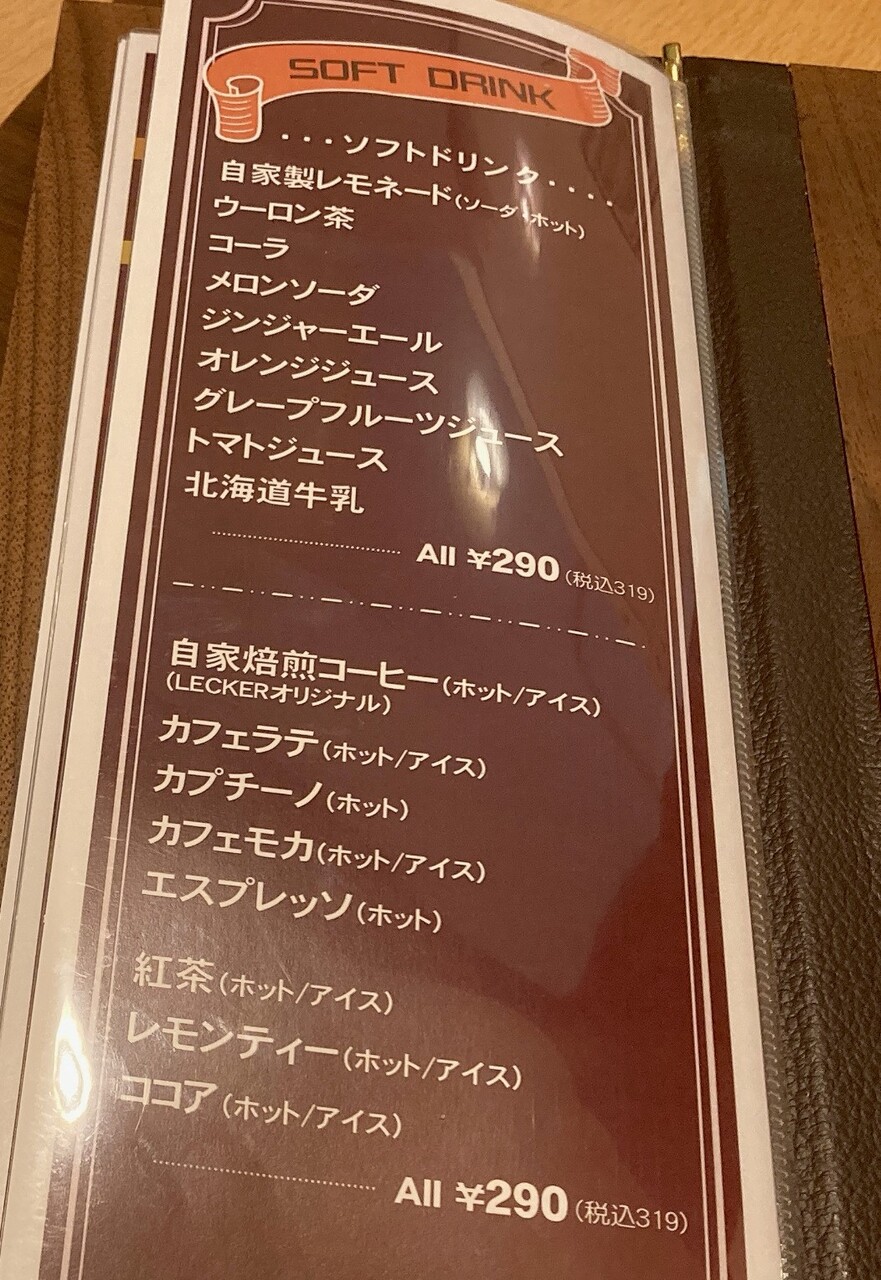 SOFT DRINK
・・・ソフトドリンク・・・・
自家製レモネード(ソーダ・ホット)
ウーロン茶
コーラ
メロンソーダ
ジンジャーエール
オレンジジュース
グレープフルーツジュース
トマトジュース
北海道牛乳
All ¥290(税込319)
自家焙煎コーヒー(ホット/アイス)
(LECKERオリジナル)
カフェラテ(ホット/アイス)
カプチーノ(ホット)
カフェモカ(ホット/アイス)
エスプレッソ(ホット)
紅茶(ホット/アイス)
レモンティー(ホット/アイス)
ココア(ホット/アイス)
All ¥290(税込319)